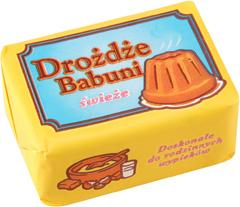 Drożdże
Babuni
świeże
Doskonałe
do rodzinnych
wypieków